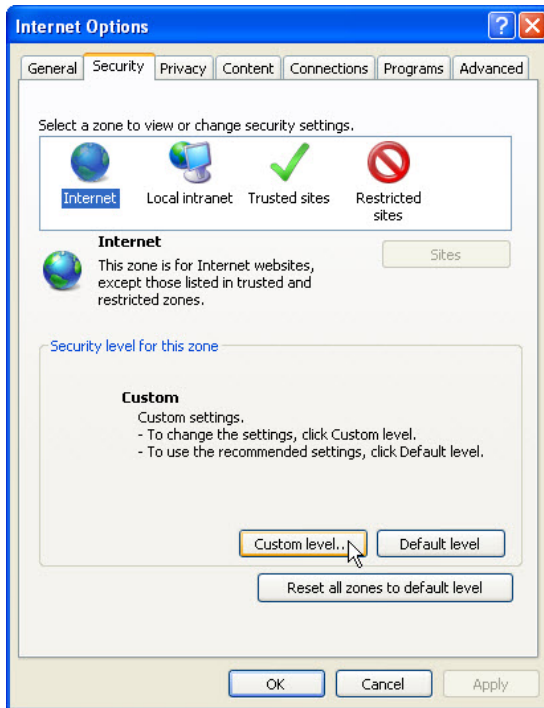 Internet Options
General Security Privacy Content Connections Programs Advanced
Select a zone to view or change security settings.
Internet Local intranet Trusted sites Restricted
sites
Internet
Sites
This zone is for Internet websites,
except those listed in trusted and
restricted zones.
Security level for this zone
Custom
Custom settings.
- To change the settings, click Custom level.
- To use the recommended settings, click Default level.
Custom level... Default level
Reset all zones to default level
OK Cancel Apply